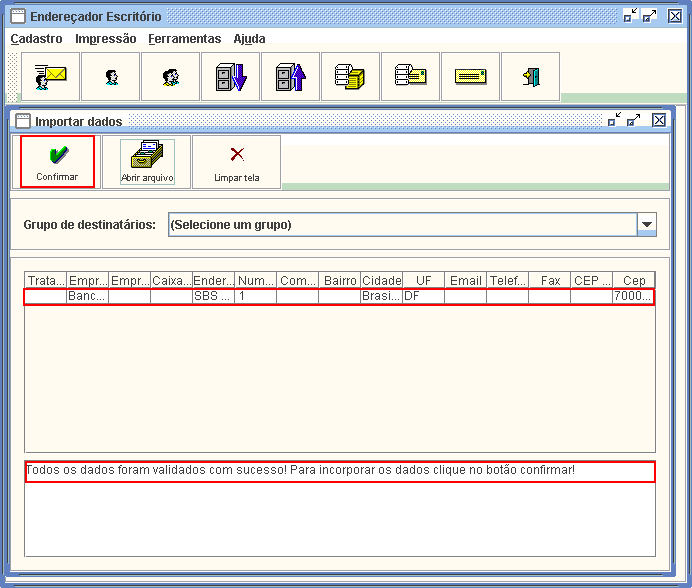 Endereçador Escritório
Cadastro Impressão Ferramentas Ajuda
Importar dados
Confirmar Abrir arquivo Limpar tela
Grupo de destinatários: (Selecione um grupo)
Trata... Empr... Empr... Caixa... Ender... Num... Com... Bairro Cidade UF Email Telef... Fax CEP ... Cep
Banc... SBS ... 1 Brasi... DF 7000...
Todos os dados foram validados com sucesso! Para incorporar os dados clique no botão confirmar!